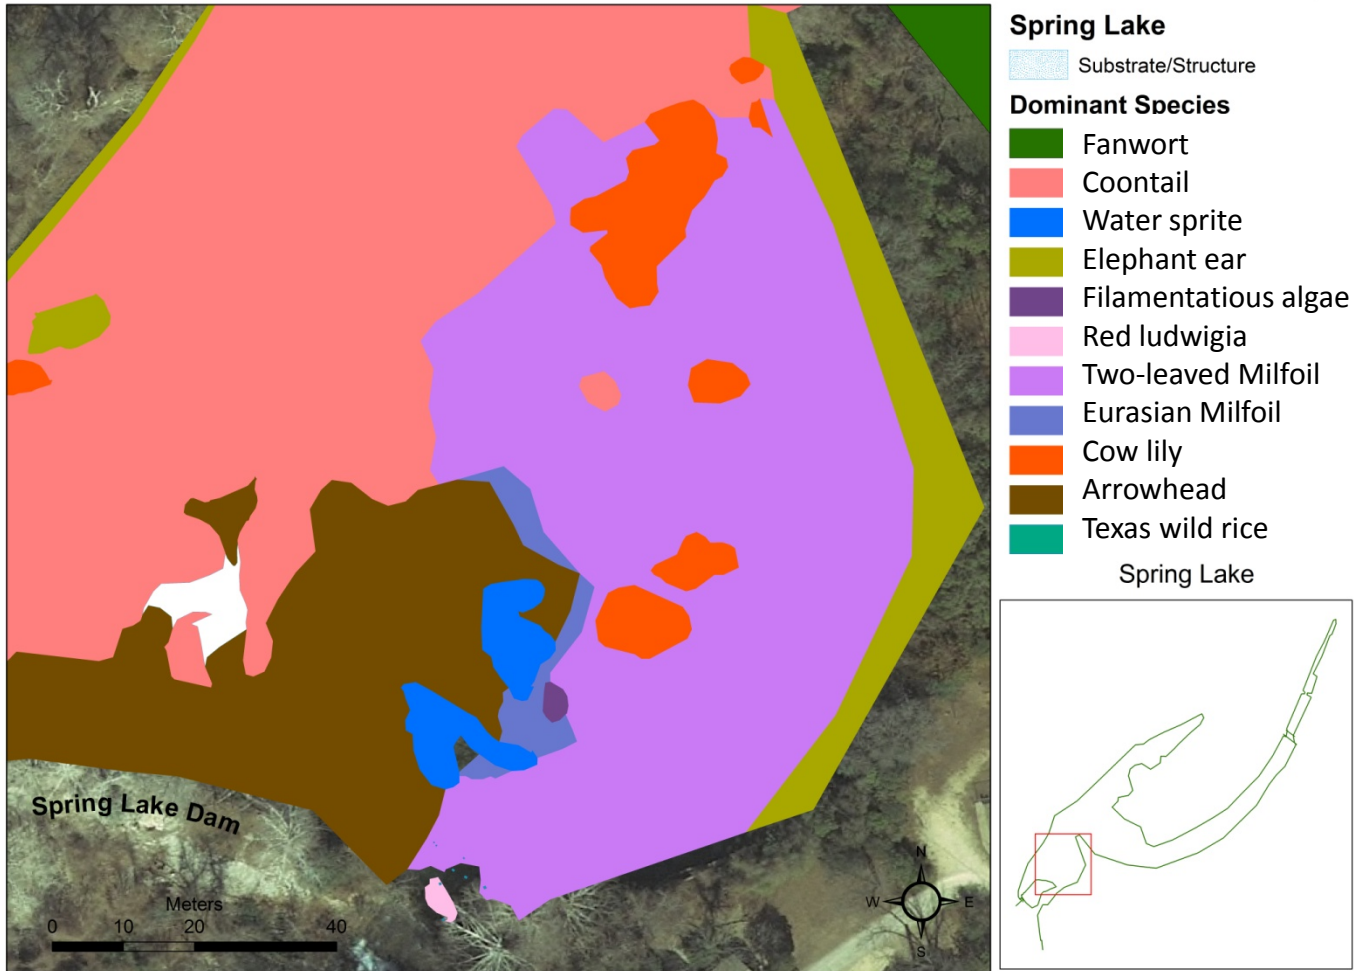 Spring Lake
Substrate/Structure
Dominant Species
Fanwort
Coontail
Water sprite
Elephant ear
Filamentatious algae
Red ludwigia
Two-leaved Milfoil
Eurasian Milfoil
Cow lily
Arrowhead
Texas wild rice
Spring Lake
Spring Lake Dam
Meters
0 10 20 40
N
W E
S